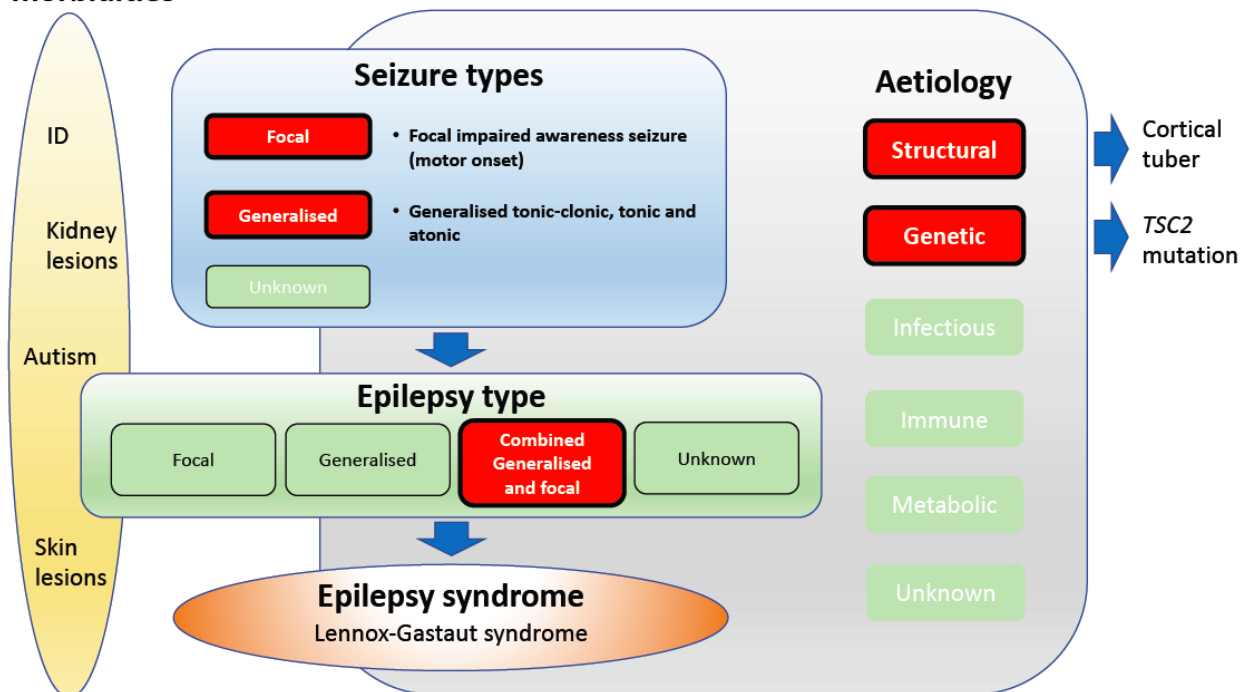 ID
Kidney
lesions
Autism
Skin
lesions
Seizure types
Focal
• Focal impaired awareness seizure
(motor onset)
Generalised
• Generalised tonic-clonic, tonic and
atonic
Unknown
Epilepsy type
Focal
Generalised
Combined
Generalised
and focal
Unknown
Epilepsy syndrome
Lennox-Gastaut syndrome
Aetiology
Structural
Cortical
tuber
Genetic
TSC2
mutation
Infectious
Immune
Metabolic
Unknown